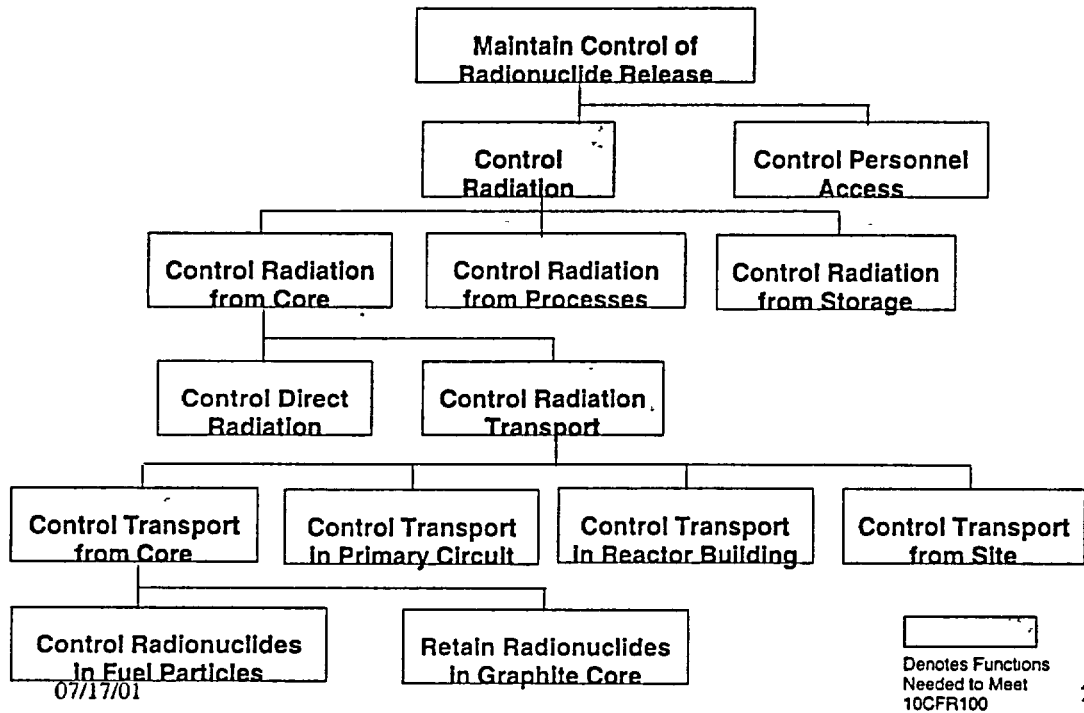 Maintain Control of
Radionuclide Release
Control
Radiation
Control Personnel
Access
Control Radiation
from Core
Control Radiation
from Processes
Control Radiation
from Storage
Control Direct
Radiation
Control Radiation
Transport
Control Transport
from Core
Control Transport
in Primary Circuit
Control Transport
in Reactor Building
Control Transport
from Site
Control Radionuclides
in Fuel Particles
Retain Radionuclides
in Graphite Core
07/17/01
Denotes Functions
Needed to Meet
10CFR100